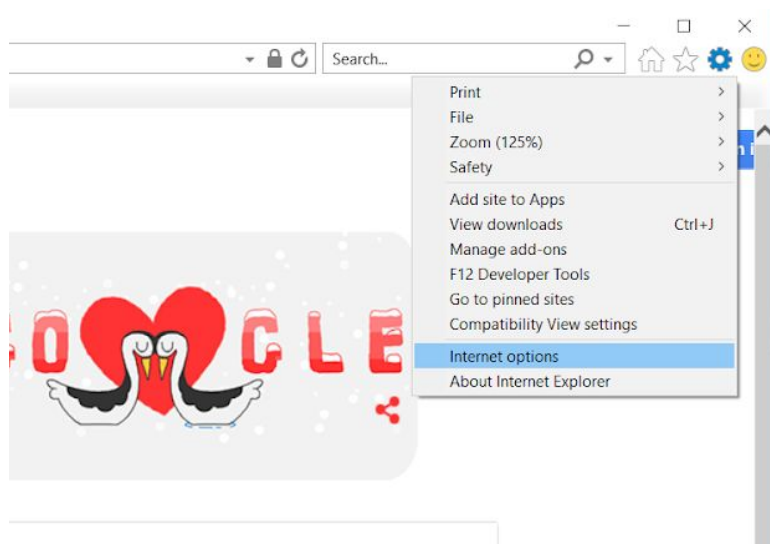 Search...
Print
File
Zoom (125%)
Safety
Add site to Apps
View downloads Ctrl+J
Manage add-ons
F12 Developer Tools
Go to pinned sites
Compatibility View settings
Internet options
About Internet Explorer
GLE